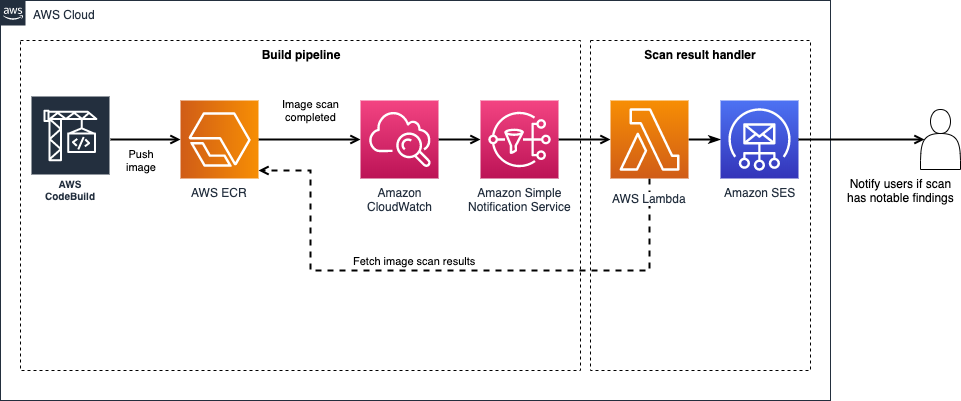 aws
AWS Cloud
Build pipeline
Scan result handler
Image scan
completed
Push
image
AWS
CodeBuild
AWS ECR
Amazon
CloudWatch
Amazon Simple
Notification Service
AWS Lambda
Amazon SES
Notify users if scan
has notable findings
Fetch image scan results